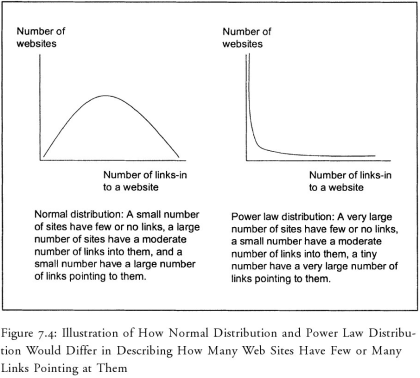 Number of
websites
Number of links-in
to a website
Normal distribution: A small number
of sites have few or no links, a large
number of sites have a moderate
number of links into them, and a
small number have a large number
of links pointing to them.
Number of
websites
Number of links-in
to a website
Power law distribution: A very large
number of sites have few or no links,
a small number have a moderate
number of links into them, a tiny
number have a very large number of
links pointing to them.
Figure 7.4: Illustration of How Normal Distribution and Power Law Distribu-
tion Would Differ in Describing How Many Web Sites Have Few or Many
Links Pointing at Them